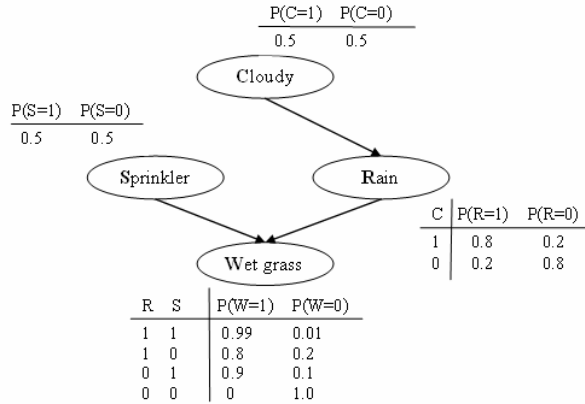 P(C=1) P(C=0)
0.5 0.5
Cloudy
P(S=1) P(S=0)
0.5 0.5
Sprinkler
Rain
C P(R=1) P(R=0)
1 0.8 0.2
0 0.2 0.8
Wet grass
R S P(W=1) P(W=0)
1 1 0.99 0.01
1 0 0.8 0.2
0 1 0.9 0.1
0 0 0 1.0